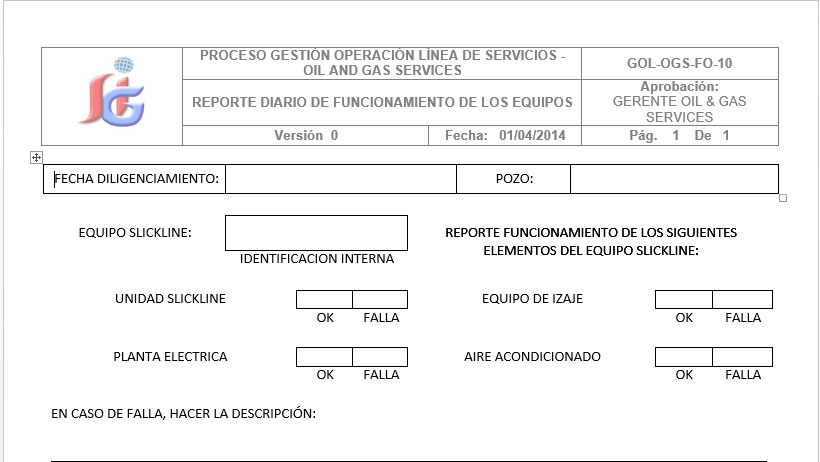 PROCESO GESTIÓN OPERACIÓN LÍNEA DE SERVICIOS -
OIL AND GAS SERVICES
GOL-OGS-FO-10
REPORTE DIARIO DE FUNCIONAMIENTO DE LOS EQUIPOS
Aprobación:
GERENTE OIL & GAS
SERVICES
Versión 0
Fecha: 01/04/2014
Pág. 1 De 1
FECHA DILIGENCIAMIENTO:
POZO:
EQUIPO SLICKLINE:
IDENTIFICACION INTERNA
REPORTE FUNCIONAMIENTO DE LOS SIGUIENTES
ELEMENTOS DEL EQUIPO SLICKLINE:
UNIDAD SLICKLINE
OK FALLA
EQUIPO DE IZAJE
OK FALLA
PLANTA ELECTRICA
OK FALLA
AIRE ACONDICIONADO
OK FALLA
EN CASO DE FALLA, HACER LA DESCRIPCIÓN: